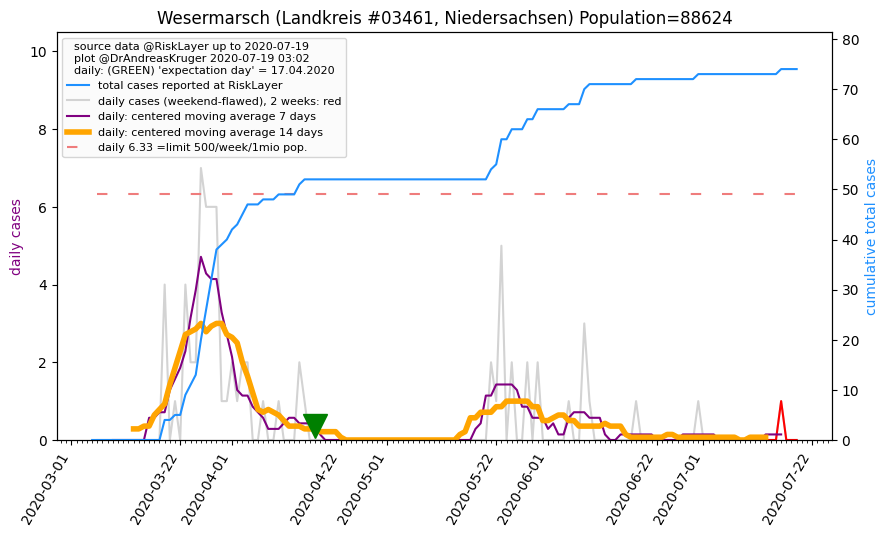 Wesermarsch (Landkreis #03461, Niedersachsen) Population=88624
source data @RiskLayer up to 2020-07-19
plot @DrAndreasKruger 2020-07-19 03:02
daily: (GREEN) 'expectation day' = 17.04.2020
total cases reported at RiskLayer
daily cases (weekend-flawed), 2 weeks: red
daily: centered moving average 7 days
daily: centered moving average 14 days
daily 6.33 =limit 500/week/1mio pop.
daily cases
10
8
6
4
2
0
cumulative total cases
80
70
60
50
40
30
20
10
0
2020-03-01
2020-03-22
2020-04-01
2020-04-22
2020-05-01
2020-05-22
2020-06-01
2020-06-22
2020-07-01
2020-07-22